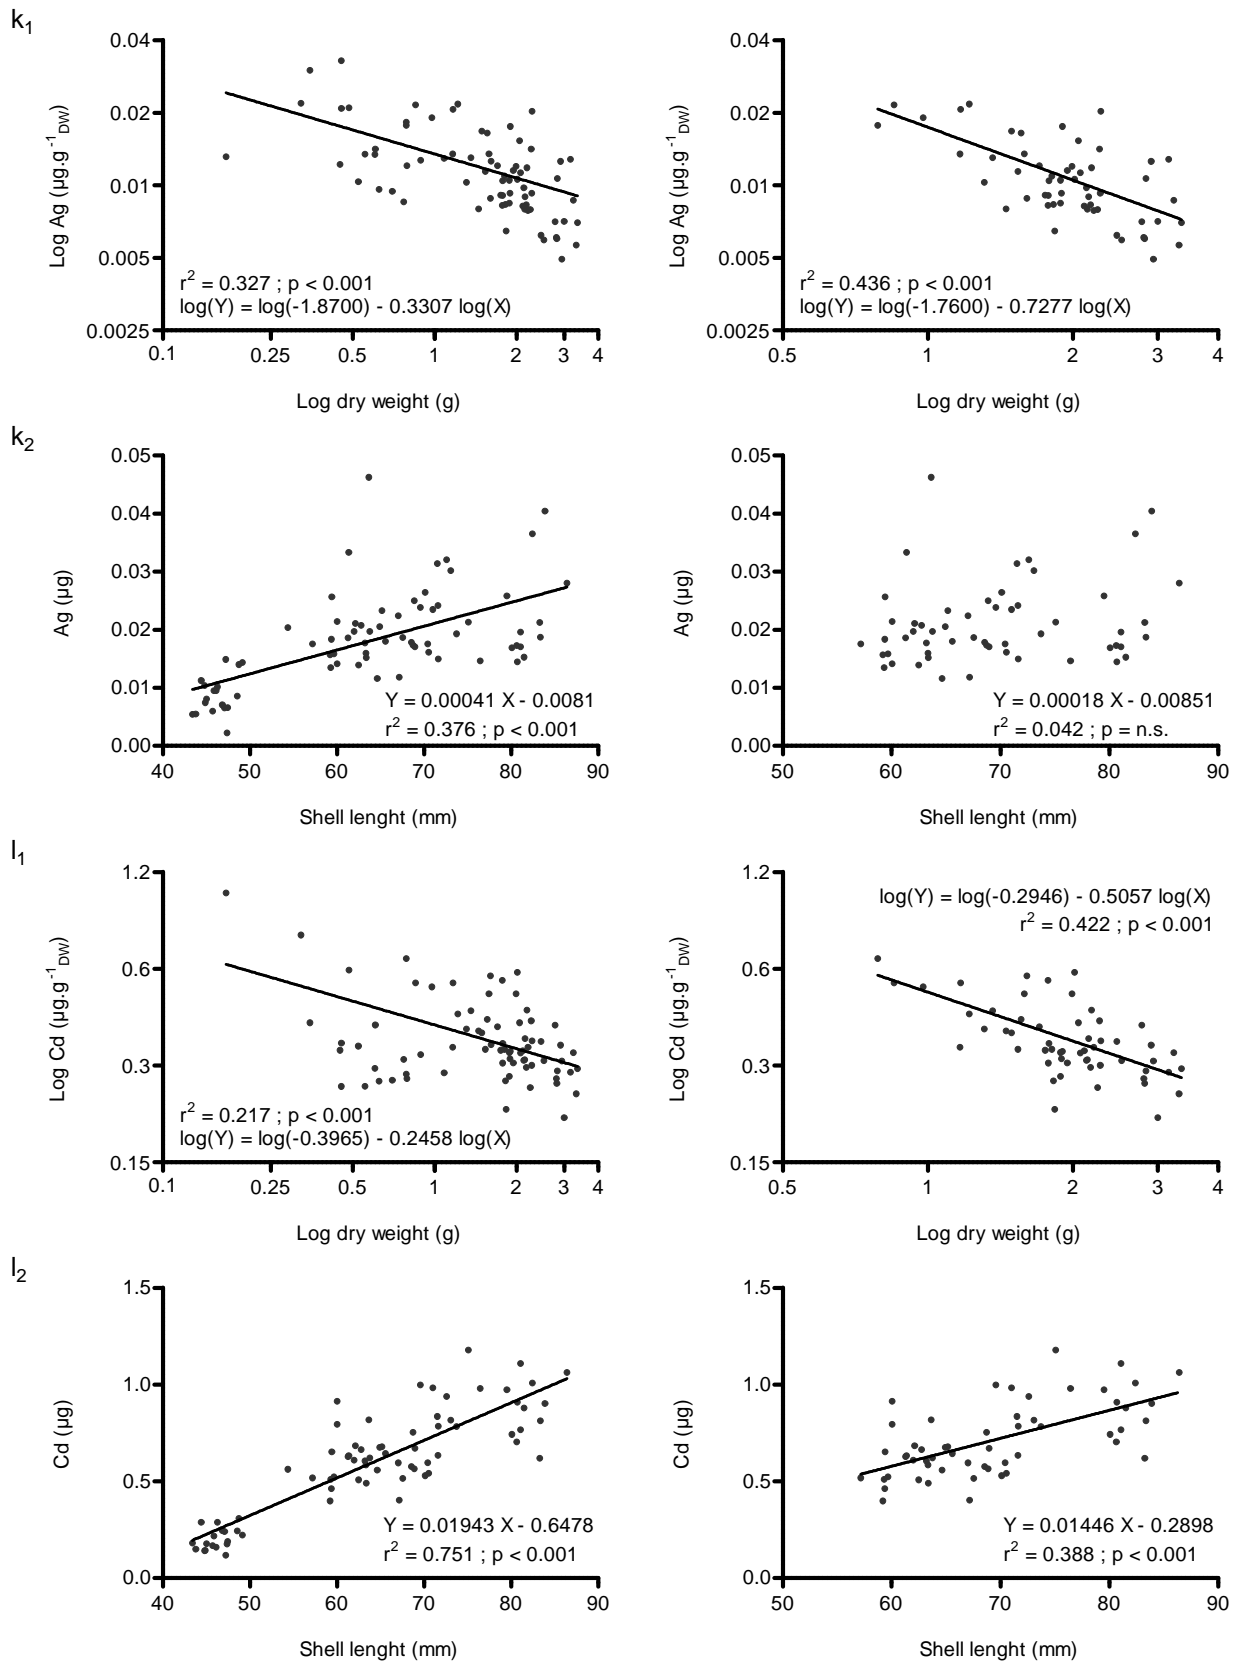 k1
0.04
0.02
0.01
0.005
0.0025
Log Ag (µg.g-1DW)
r2 = 0.327 ; p < 0.001
log(Y) = log(-1.8700) - 0.3307 log(X)
0.1 0.25 0.5 1 2 3 4
Log dry weight (g)
0.04
0.02
0.01
0.005
0.0025
Log Ag (µg.g-1DW)
r2 = 0.436 ; p < 0.001
log(Y) = log(-1.7600) - 0.7277 log(X)
0.5 1 2 3 4
Log dry weight (g)
k2
0.05
0.04
0.03
0.02
0.01
0.00
Ag (µg)
Y = 0.00041 X - 0.0081
r2 = 0.376 ; p < 0.001
40 50 60 70 80 90
Shell lenght (mm)
0.05
0.04
0.03
0.02
0.01
0.00
Ag (µg)
Y = 0.00018 X - 0.00851
r2 = 0.042 ; p = n.s.
50 60 70 80 90
Shell lenght (mm)
l1
1.2
0.6
0.3
0.15
Log Cd (µg.g-1DW)
r2 = 0.217 ; p < 0.001
log(Y) = log(-0.3965) - 0.2458 log(X)
0.1 0.25 0.5 1 2 3 4
Log dry weight (g)
1.2
0.6
0.3
0.15
Log Cd (µg.g-1DW)
log(Y) = log(-0.2946) - 0.5057 log(X)
r2 = 0.422 ; p < 0.001
0.5 1 2 3 4
Log dry weight (g)
l2
1.5
1.0
0.5
0.0
Cd (µg)
Y = 0.01943 X - 0.6478
r2 = 0.751 ; p < 0.001
40 50 60 70 80 90
Shell lenght (mm)
1.5
1.0
0.5
0.0
Cd (µg)
Y = 0.01446 X - 0.2898
r2 = 0.388 ; p < 0.001
50 60 70 80 90
Shell lenght (mm)